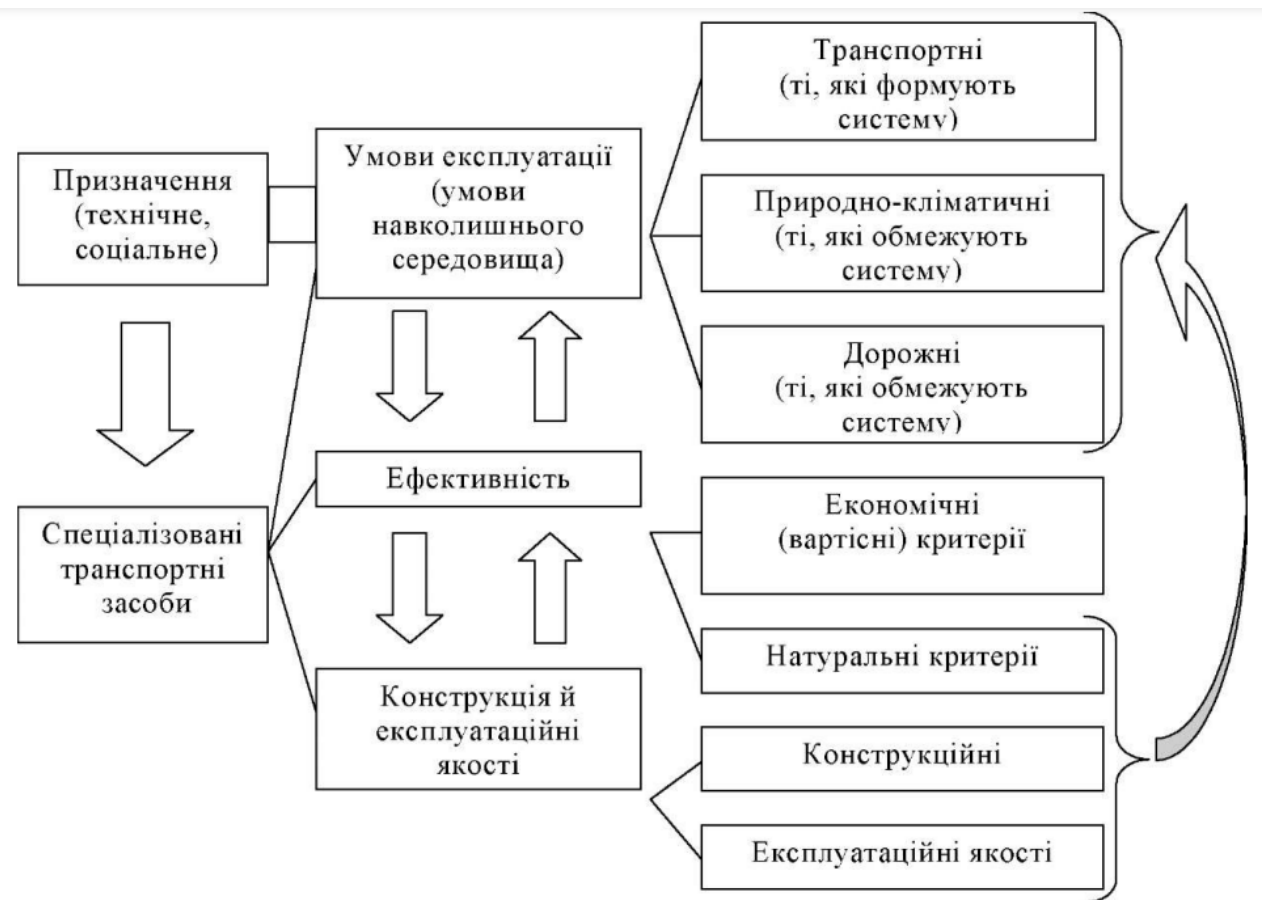 Призначення
(технічне,
соціальне)
Спеціалізовані
транспортні
засоби
Умови експлуатації
(умови
навколишнього
середовища)
Ефективність
Конструкція й
експлуатаційні
якості
Транспортні
(ті, які формують
систему)
Природно-кліматичні
(ті, які обмежують
систему)
Дорожні
(ті, які обмежують
систему)
Економічні
(вартісні) критерії
Натуральні критерії
Конструкційні
Експлуатаційні якості